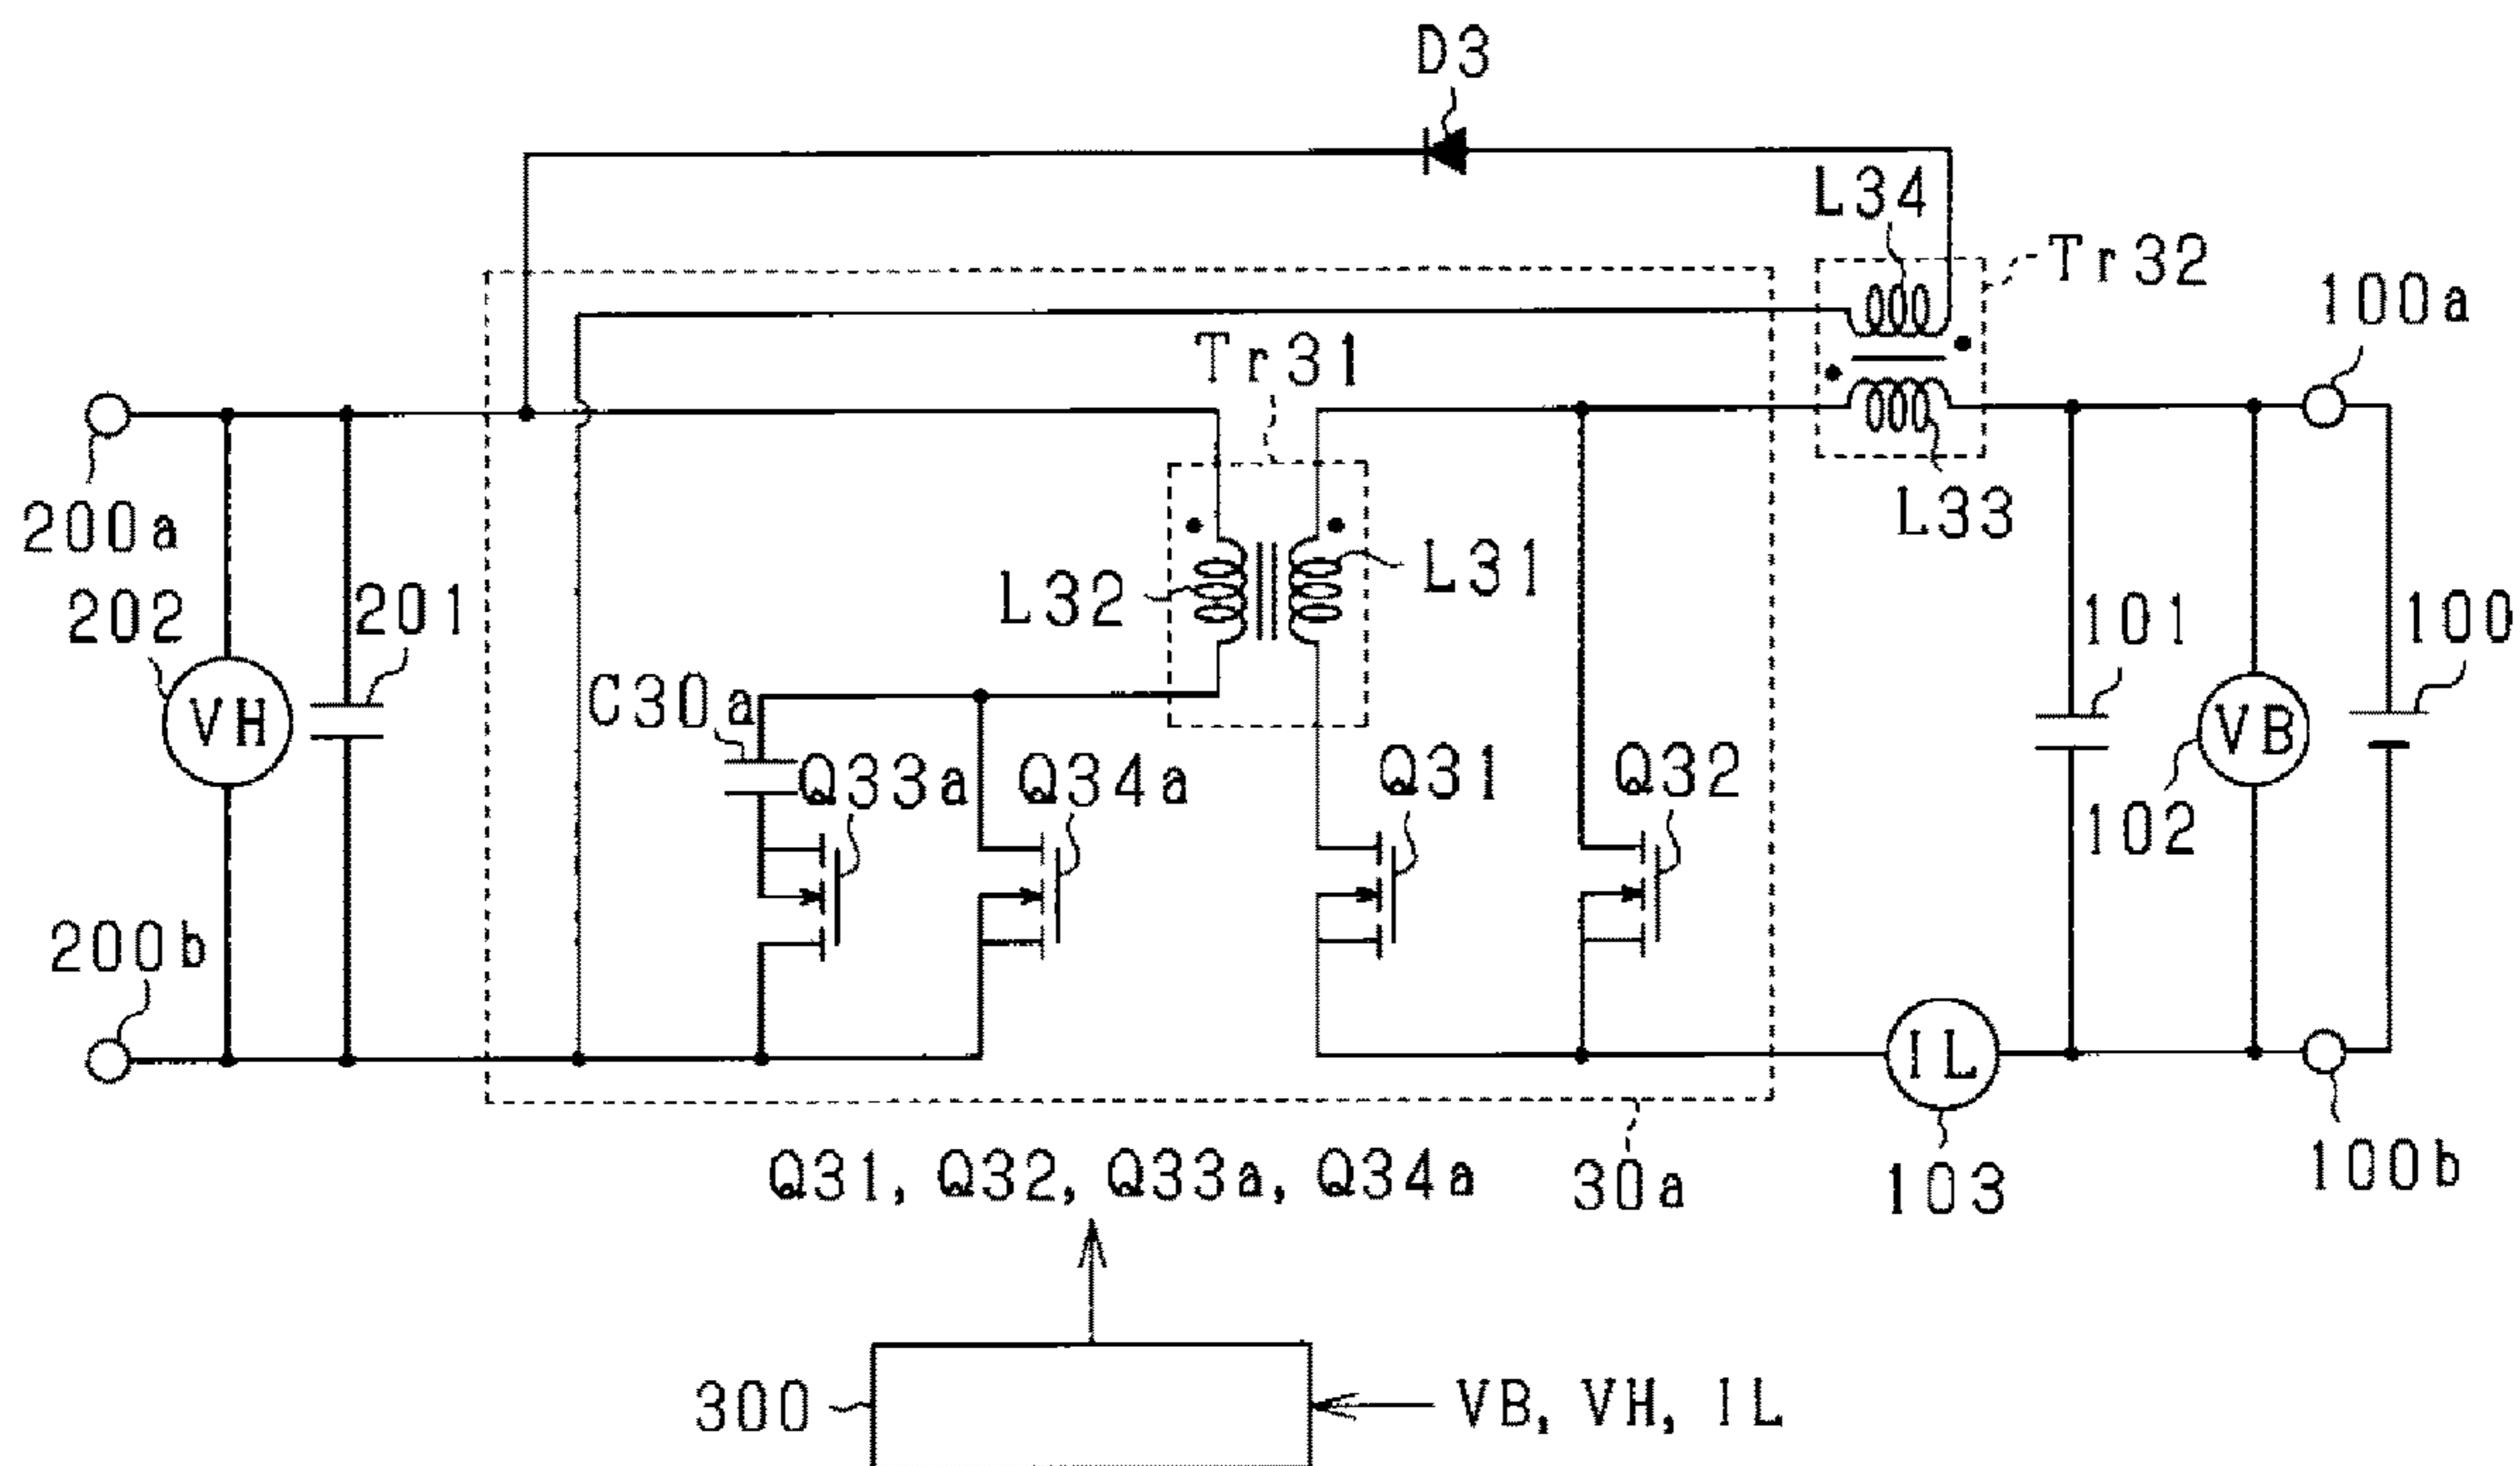 D3
L34
Tr32
100a
Tr31
200a
L33
L32
L31
202
201
101
100
C30a
VH
VB
Q33a
Q34a
Q31
Q32
102
200b
IL
Q31, Q32, Q33a, Q34a
30a
103
100b
300
VB, VH, IL